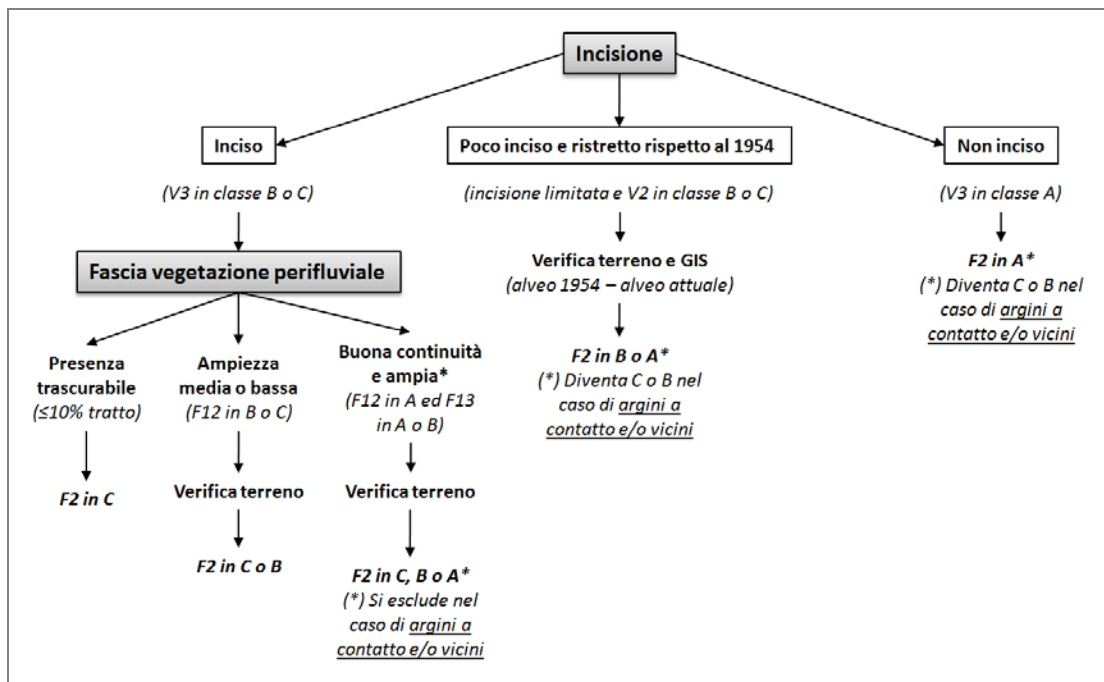 Incisione
Inciso
(V3 in classe B o C)
Fascia vegetazione perifluviale
Presenza
trascurabile
(≤10% tratto)
F2 in C
Ampiezza
media o bassa
(F12 in B o C)
Verifica terreno
F2 in C o B
Buona continuità
e ampia*
(F12 in A ed F13
in A o B)
Verifica terreno
F2 in C, B o A*
(*) Si esclude nel
caso di argini a
contatto e/o vicini
Poco inciso e ristretto rispetto al 1954
(incisione limitata e V2 in classe B o C)
Verifica terreno e GIS
(alveo 1954 – alveo attuale)
F2 in B o A*
(*) Diventa C o B nel
caso di argini a
contatto e/o vicini
Non inciso
(V3 in classe A)
F2 in A*
(*) Diventa C o B nel
caso di argini a
contatto e/o vicini